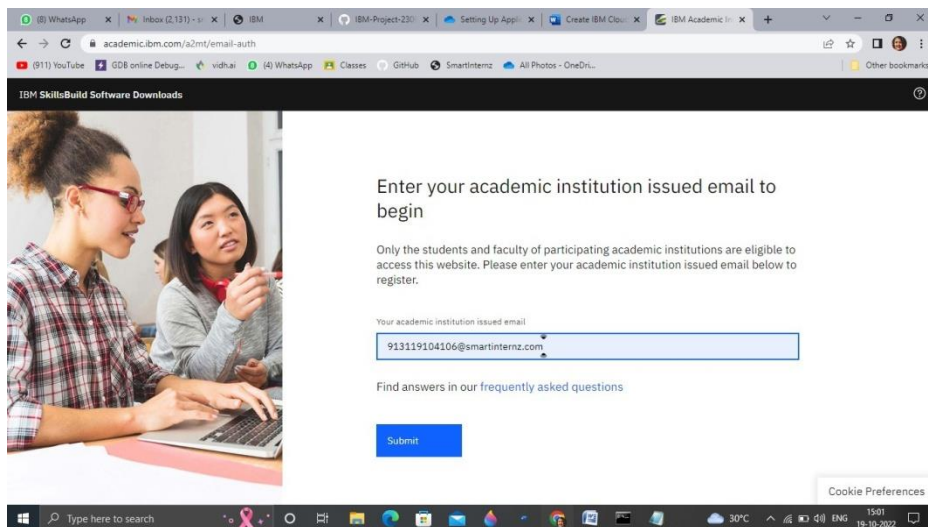 (8) WhatsApp
Inbox (2,131) - s
IBM
IBM-Project-230
Setting Up Appli
Create IBM Clou
IBM Academic In
academic.ibm.com/a2mt/email-auth
(911) YouTube
GDB online Debug...
vidh.ai
(4) WhatsApp
Classes
GitHub
SmartInternz
All Photos - OneDri...
Other bookmarks
IBM SkillsBuild Software Downloads
Enter your academic institution issued email to
begin
Only the students and faculty of participating academic institutions are eligible to
access this website. Please enter your academic institution issued email below to
register.
Your academic institution issued email
913119104106@smartinternz.com
Find answers in our frequently asked questions
Submit
Cookie Preferences
Type here to search
30°C
ENG
15:01
19-10-2022